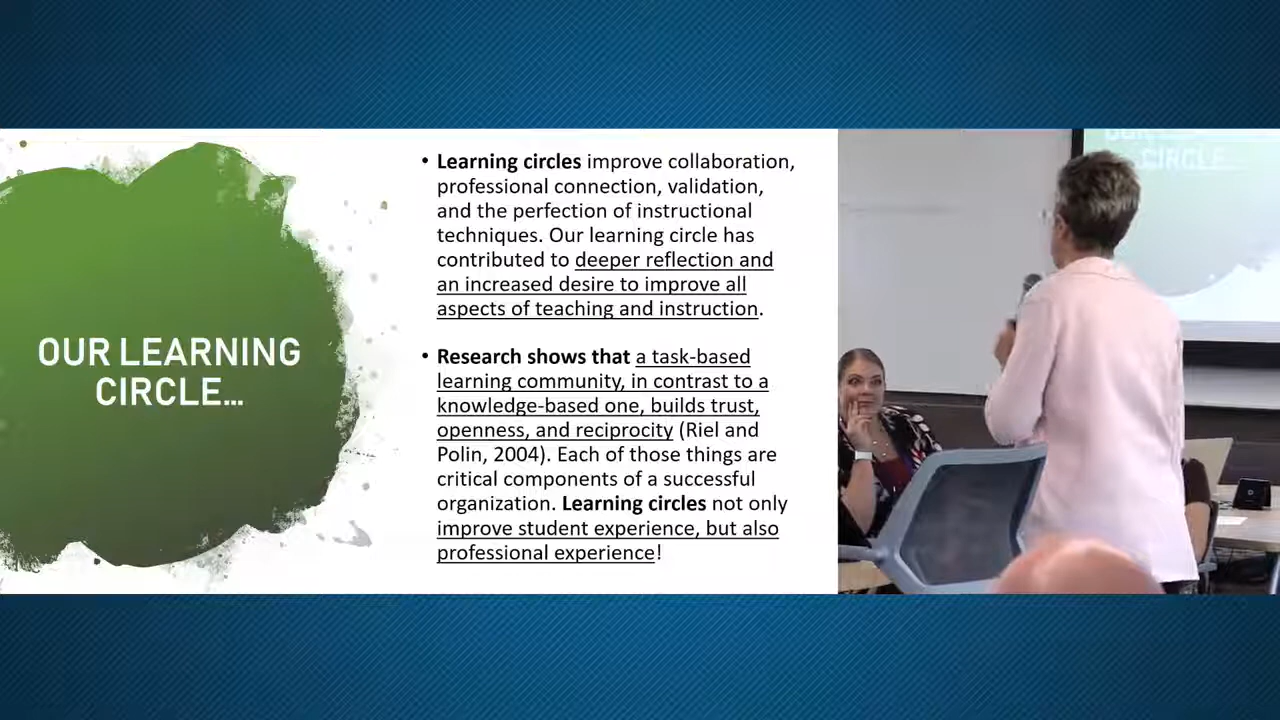 OUR LEARNING
CIRCLE…
• Learning circles improve collaboration,
professional connection, validation,
and the perfection of instructional
techniques. Our learning circle has
contributed to deeper reflection and
an increased desire to improve all
aspects of teaching and instruction.
• Research shows that a task-based
learning community, in contrast to a
knowledge-based one, builds trust,
openness, and reciprocity (Riel and
Polin, 2004). Each of those things are
critical components of a successful
organization. Learning circles not only
improve student experience, but also
professional experience!
CIRCLE…